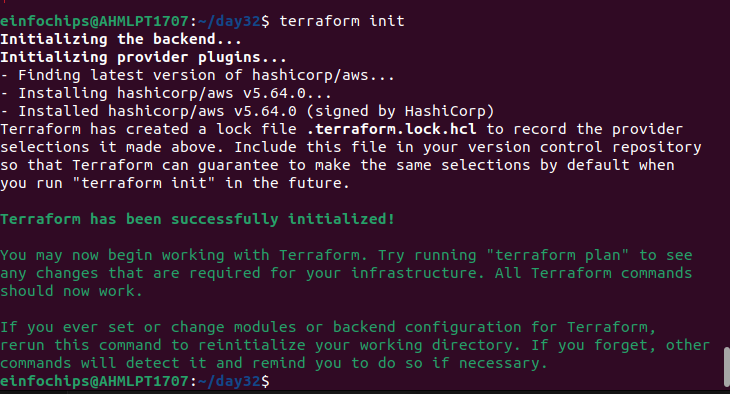 einfochips@AHMLPT1707:~/day32$ terraform init
Initializing the backend...
Initializing provider plugins...
- Finding latest version of hashicorp/aws...
- Installing hashicorp/aws v5.64.0...
- Installed hashicorp/aws v5.64.0 (signed by HashiCorp)
Terraform has created a lock file .terraform.lock.hcl to record the provider
selections it made above. Include this file in your version control repository
so that Terraform can guarantee to make the same selections by default when
you run "terraform init" in the future.
Terraform has been successfully initialized!
You may now begin working with Terraform. Try running "terraform plan" to see
any changes that are required for your infrastructure. All Terraform commands
should now work.
If you ever set or change modules or backend configuration for Terraform,
rerun this command to reinitialize your working directory. If you forget, other
commands will detect it and remind you to do so if necessary.
einfochips@AHMLPT1707:~/day32$